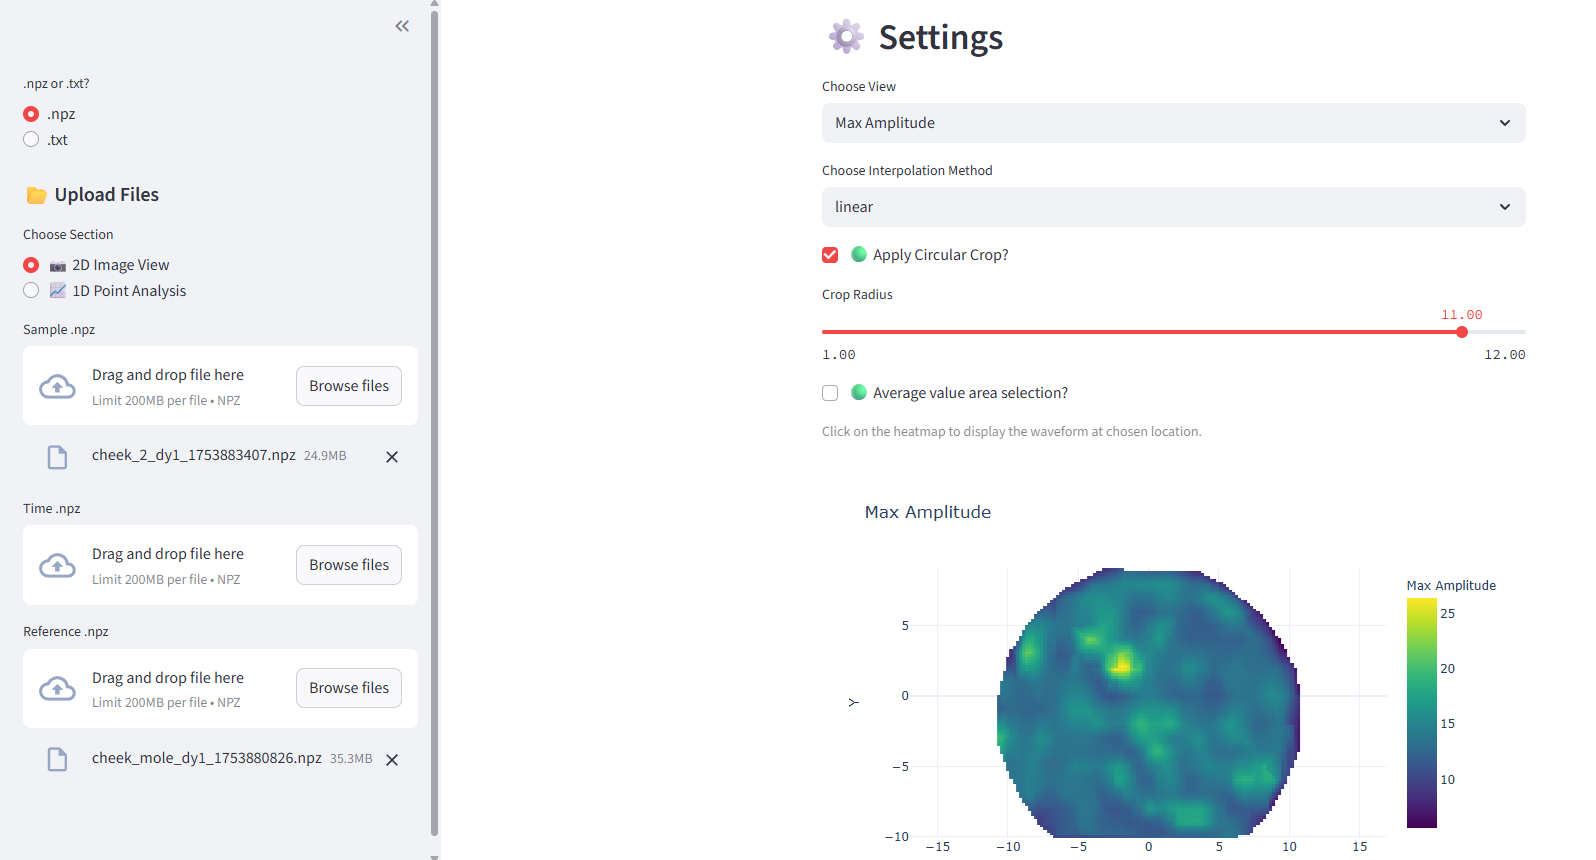 .npz or .txt?
.npz
.txt
Upload Files
Choose Section
2D Image View
1D Point Analysis
Sample .npz
Drag and drop file here
Limit 200MB per file • NPZ
Browse files
cheek_2_dy1_1753883407.npz 24.9MB
Time .npz
Drag and drop file here
Limit 200MB per file • NPZ
Browse files
Reference .npz
Drag and drop file here
Limit 200MB per file • NPZ
Browse files
cheek_mole_dy1_1753880826.npz 35.3MB
Settings
Choose View
Max Amplitude
Choose Interpolation Method
linear
Apply Circular Crop?
Crop Radius
11.00
1.00 12.00
Average value area selection?
Click on the heatmap to display the waveform at chosen location.
Max Amplitude
Y
5
0
−5
−10
−15 −10 −5 0 5 10 15
Max Amplitude
25
20
15
10